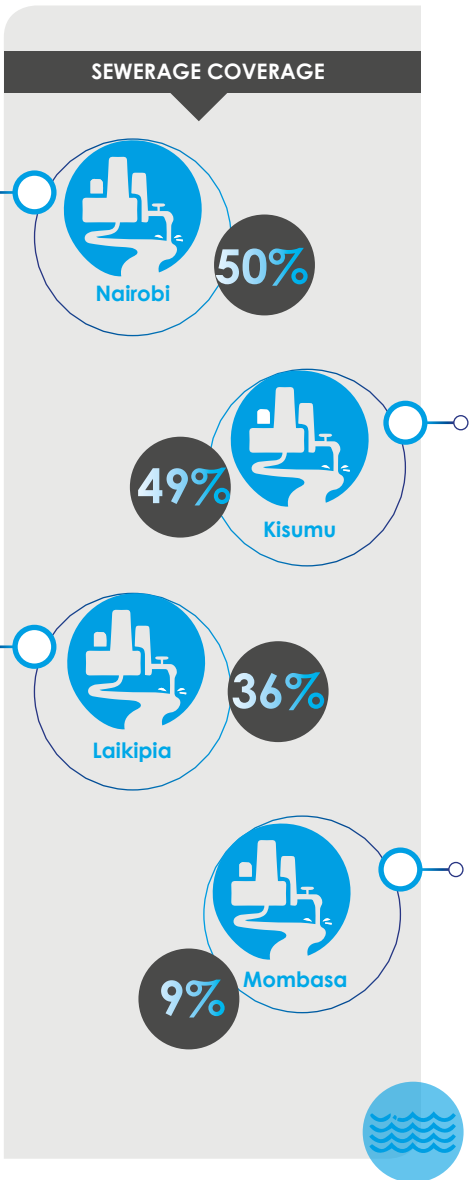 SEWERAGE COVERAGE
Nairobi
50%
49%
Kisumu
Laikipia
36%
Mombasa
9%